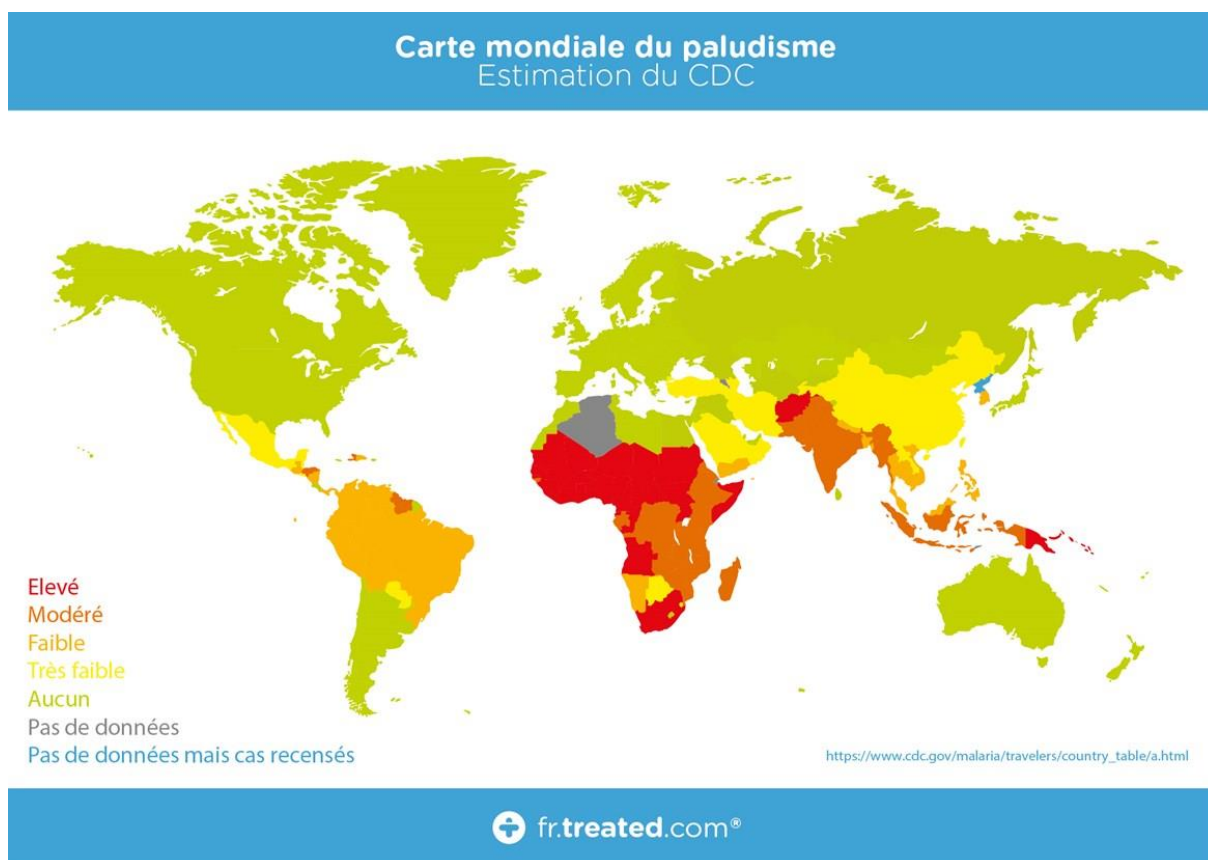 Carte mondiale du paludisme
Estimation du CDC
Elevé
Modéré
Faible
Très faible
Aucun
Pas de données
Pas de données mais cas recensés
https://www.cdc.gov/malaria/travelers/country_table/a.html
fr.treated.com®